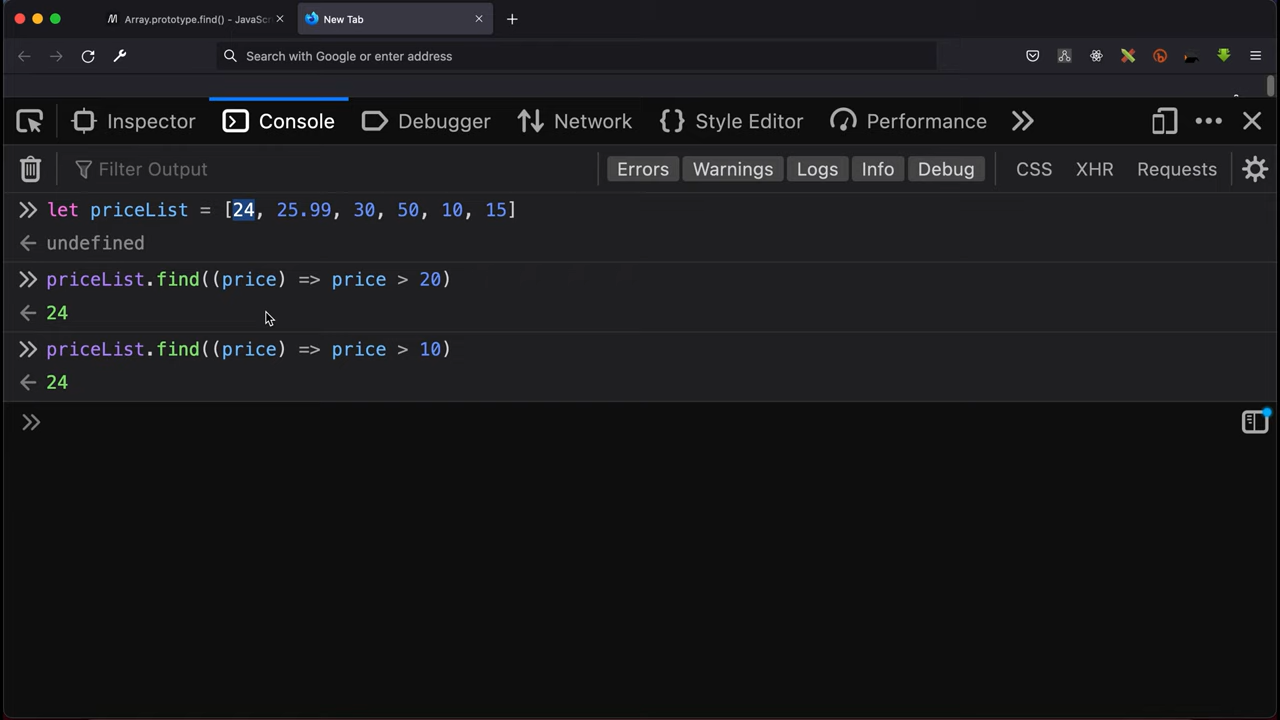 Array.prototype.find() - JavaSc
New Tab
Search with Google or enter address
Inspector
Console
Debugger
Network
Style Editor
Performance
Filter Output
Errors
Warnings
Logs
Info
Debug
CSS
XHR
Requests
let priceList = [24, 25.99, 30, 50, 10, 15]
undefined
priceList.find((price) => price > 20)
24
priceList.find((price) => price > 10)
24